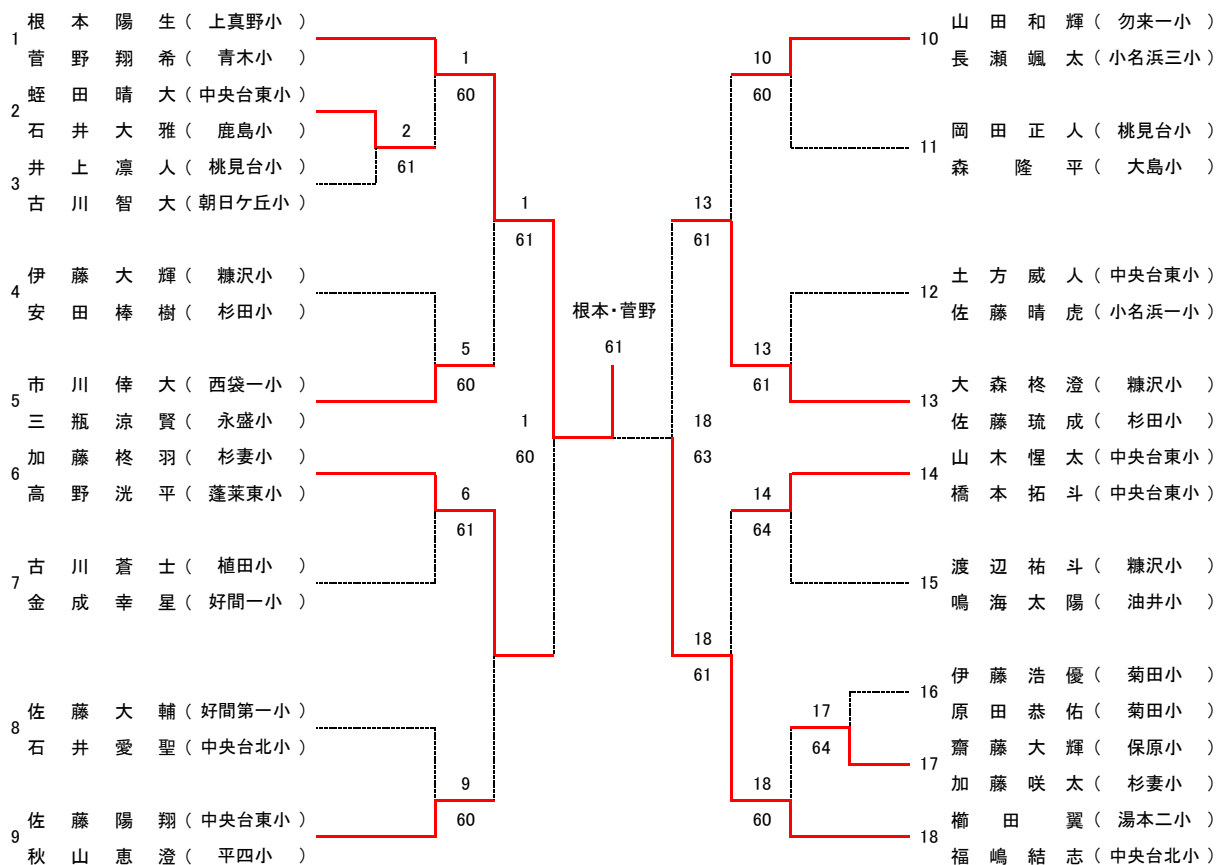 1
根本陽生（上真野小）
菅野翔希（青木小）
2
蛭田晴大（中央台東小）
石井大雅（鹿島小）
3
井上凛人（桃見台小）
古川智大（朝日ケ丘小）
4
伊藤大輝（糠沢小）
安田棒樹（杉田小）
5
市川倖大（西袋一小）
三瓶涼賢（永盛小）
6
加藤柊羽（杉妻小）
高野洸平（蓬莱東小）
7
古川蒼士（植田小）
金成幸星（好間一小）
8
佐藤大輔（好間第一小）
石井愛聖（中央台北小）
9
佐藤陽翔（中央台東小）
秋山恵澄（平四小）
1
60
2
61
5
60
6
61
9
60
1
61
1
60
根本・菅野
61
18
63
13
61
18
61
10
60
13
61
14
64
17
64
18
60
10
山田和輝（勿来一小）
長瀬颯太（小名浜三小）
11
岡田正人（桃見台小）
森隆平（大島小）
12
土方威人（中央台東小）
佐藤晴虎（小名浜一小）
13
大森柊澄（糠沢小）
佐藤琉成（杉田小）
14
山木惺太（中央台東小）
橋本拓斗（中央台東小）
15
渡辺祐斗（糠沢小）
鳴海太陽（油井小）
16
伊藤浩優（菊田小）
原田恭佑（菊田小）
17
齋藤大輝（保原小）
加藤咲太（杉妻小）
18
櫛田翼（湯本二小）
福嶋結志（中央台北小）